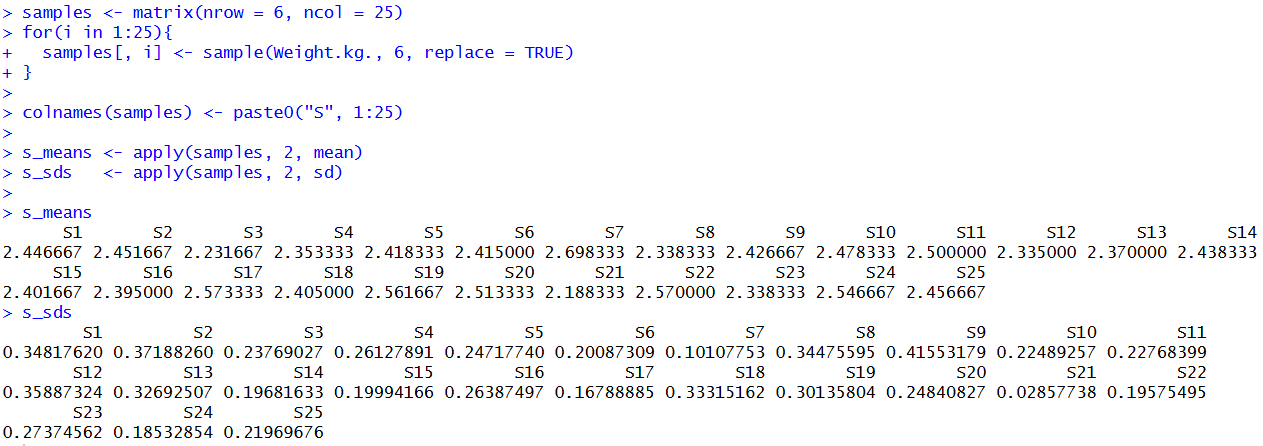 > samples <- matrix(nrow = 6, ncol = 25)
> for(i in 1:25){
+   samples[, i] <- sample(Weight.kg., 6, replace = TRUE)
+ }
>
> colnames(samples) <- paste0("S", 1:25)
>
> s_means <- apply(samples, 2, mean)
> s_sds   <- apply(samples, 2, sd)
>
> s_means
      S1       S2       S3       S4       S5       S6       S7       S8       S9      S10      S11      S12      S13      S14
2.446667 2.451667 2.231667 2.353333 2.418333 2.415000 2.698333 2.338333 2.426667 2.478333 2.500000 2.335000 2.370000 2.438333
     S15      S16      S17      S18      S19      S20      S21      S22      S23      S24      S25
2.401667 2.395000 2.573333 2.405000 2.561667 2.513333 2.188333 2.570000 2.338333 2.546667 2.456667
> s_sds
        S1         S2         S3         S4         S5         S6         S7         S8         S9        S10        S11
0.34817620 0.37188260 0.23769027 0.26127891 0.24717740 0.20087309 0.10107753 0.34475595 0.41553179 0.22489257 0.22768399
       S12        S13        S14        S15        S16        S17        S18        S19        S20        S21        S22
0.35887324 0.32692507 0.19681633 0.19994166 0.26387497 0.16788885 0.33315162 0.30135804 0.24840827 0.02857738 0.19575495
       S23        S24        S25
0.27374562 0.18532854 0.21969676